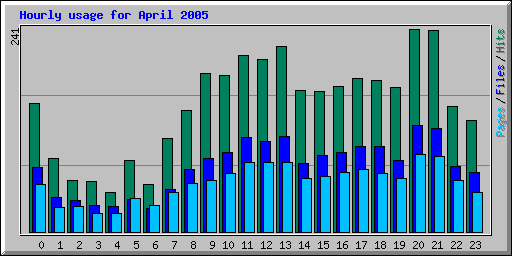 Hourly usage for April 2005
241
Pages / Files / Hits
0 1 2 3 4 5 6 7 8 9 10 11 12 13 14 15 16 17 18 19 20 21 22 23